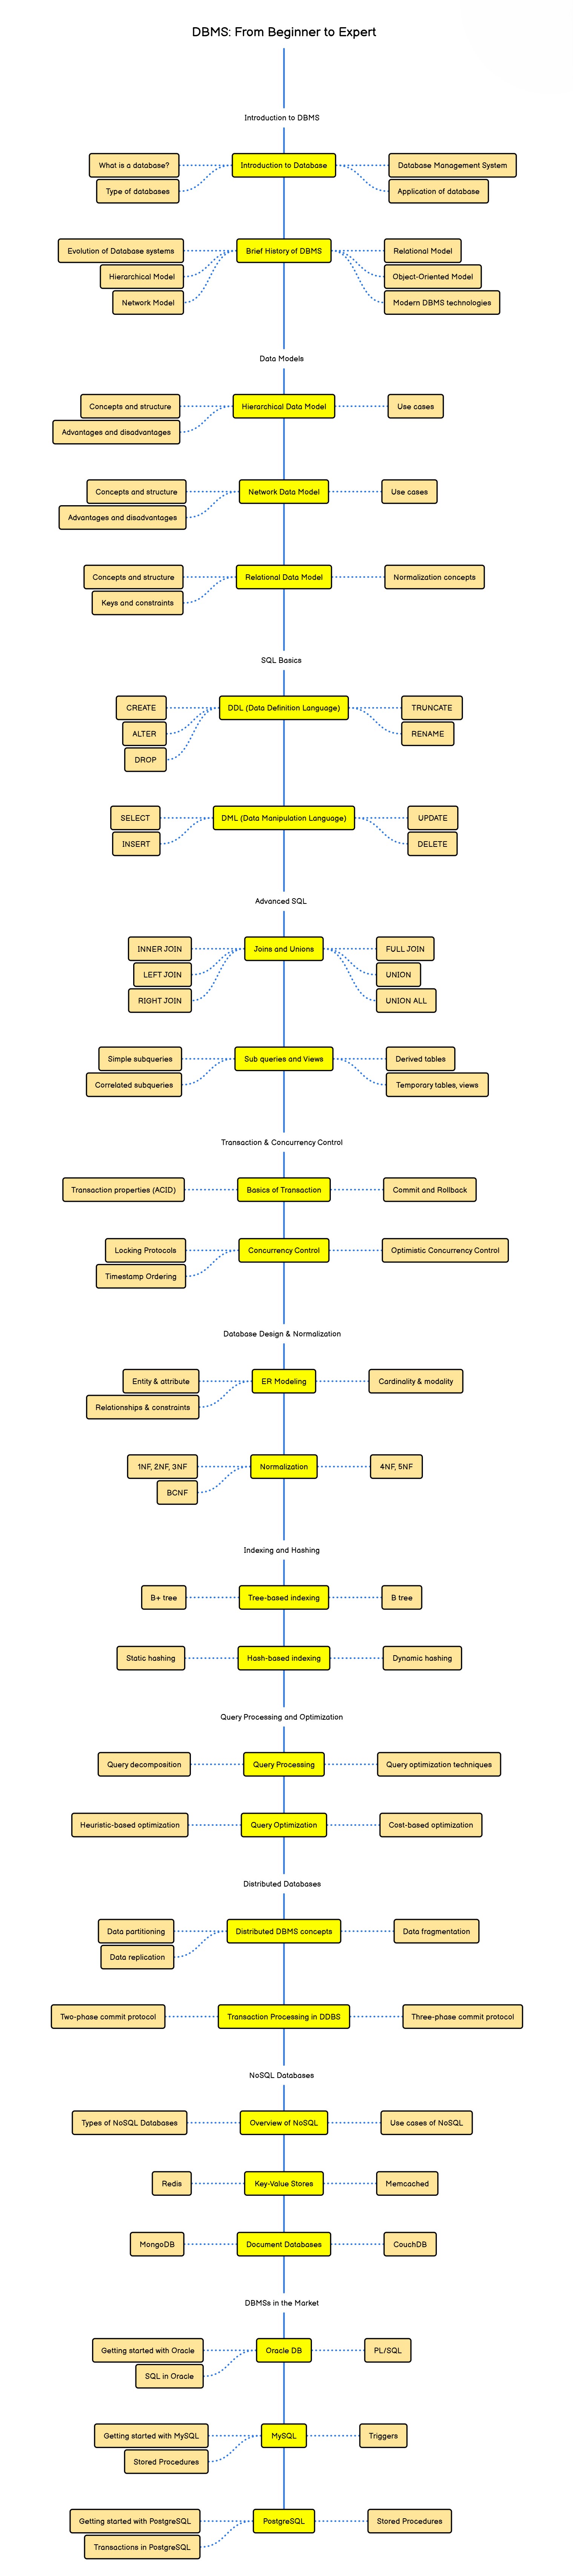 DBMS: From Beginner to Expert
Introduction to DBMS
What is a database?
Introduction to Database
Database Management System
Type of databases
Application of database
Evolution of Database systems
Brief History of DBMS
Relational Model
Hierarchical Model
Object-Oriented Model
Network Model
Modern DBMS technologies
Data Models
Concepts and structure
Hierarchical Data Model
Use cases
Advantages and disadvantages
Concepts and structure
Network Data Model
Use cases
Advantages and disadvantages
Concepts and structure
Relational Data Model
Normalization concepts
Keys and constraints
SQL Basics
CREATE
DDL (Data Definition Language)
TRUNCATE
ALTER
RENAME
DROP
SELECT
DML (Data Manipulation Language)
UPDATE
INSERT
DELETE
Advanced SQL
INNER JOIN
Joins and Unions
FULL JOIN
LEFT JOIN
UNION
RIGHT JOIN
UNION ALL
Simple subqueries
Sub queries and Views
Derived tables
Correlated subqueries
Temporary tables, views
Transaction & Concurrency Control
Transaction properties (ACID)
Basics of Transaction
Commit and Rollback
Locking Protocols
Concurrency Control
Optimistic Concurrency Control
Timestamp Ordering
Database Design & Normalization
Entity & attribute
ER Modeling
Cardinality & modality
Relationships & constraints
1NF, 2NF, 3NF
Normalization
4NF, 5NF
BCNF
Indexing and Hashing
B+ tree
Tree-based indexing
B tree
Static hashing
Hash-based indexing
Dynamic hashing
Query Processing and Optimization
Query decomposition
Query Processing
Query optimization techniques
Heuristic-based optimization
Query Optimization
Cost-based optimization
Distributed Databases
Data partitioning
Distributed DBMS concepts
Data fragmentation
Data replication
Two-phase commit protocol
Transaction Processing in DDBS
Three-phase commit protocol
NoSQL Databases
Types of NoSQL Databases
Overview of NoSQL
Use cases of NoSQL
Redis
Key-Value Stores
Memcached
MongoDB
Document Databases
CouchDB
DBMSs in the Market
Getting started with Oracle
Oracle DB
PL/SQL
SQL in Oracle
Getting started with MySQL
MySQL
Triggers
Stored Procedures
Getting started with PostgreSQL
PostgreSQL
Stored Procedures
Transactions in PostgreSQL